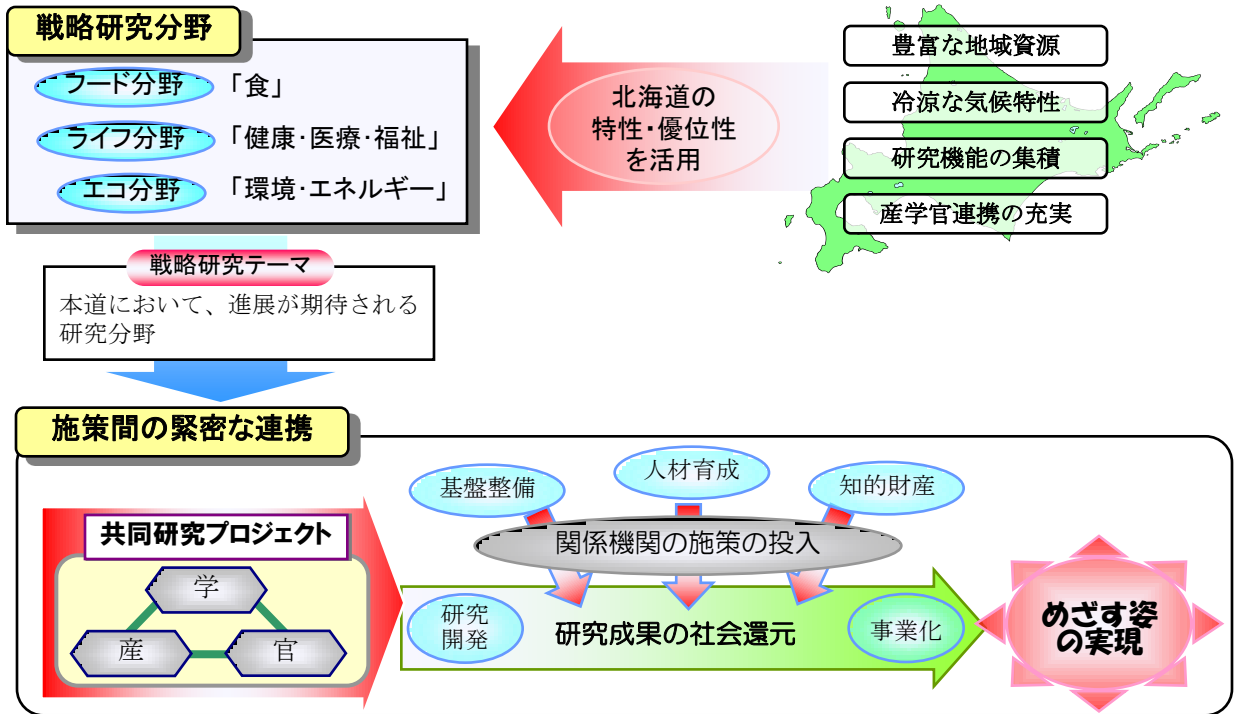 戦略研究分野
フード分野 「食」
ライフ分野 「健康・医療・福祉」
エコ分野 「環境・エネルギー」
北海道の
特性・優位性
を活用
豊富な地域資源
冷涼な気候特性
研究機能の集積
産学官連携の充実
戦略研究テーマ
本道において、進展が期待される
研究分野
施策間の緊密な連携
共同研究プロジェクト
学
産
官
基盤整備
人材育成
知的財産
関係機関の施策の投入
研究
開発
研究成果の社会還元
事業化
めざす姿
の実現